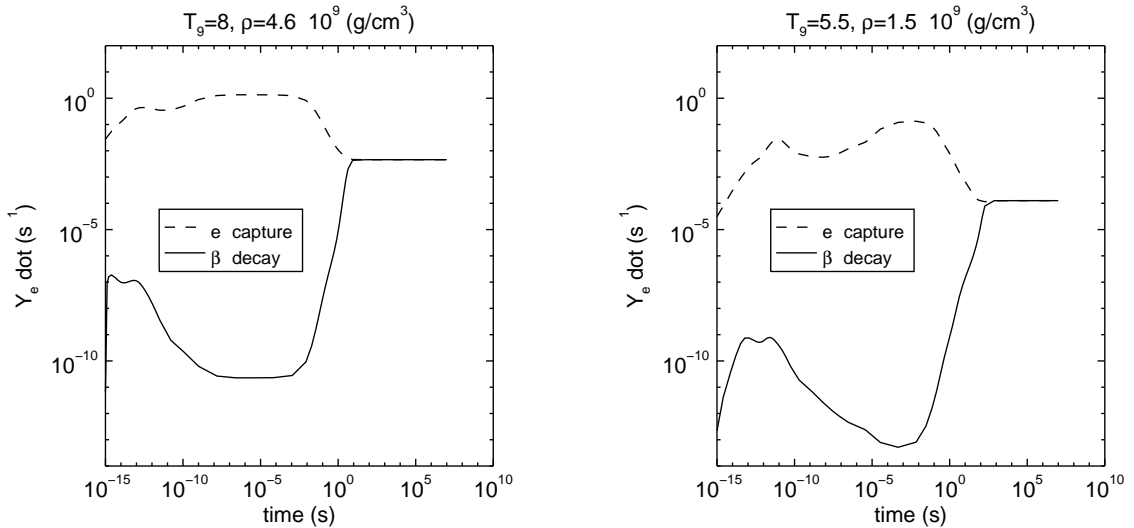 T₉=8, ρ=4.6 10⁹ (g/cm³)
Yₑ dot (s⁻¹)
10⁰
10⁻⁵
10⁻¹⁰
e capture
β decay
10⁻¹⁵ 10⁻¹⁰ 10⁻⁵ 10⁰ 10⁵ 10¹⁰
time (s)
T₉=5.5, ρ=1.5 10⁹ (g/cm³)
Yₑ dot (s⁻¹)
10⁰
10⁻⁵
10⁻¹⁰
e capture
β decay
10⁻¹⁵ 10⁻¹⁰ 10⁻⁵ 10⁰ 10⁵ 10¹⁰
time (s)